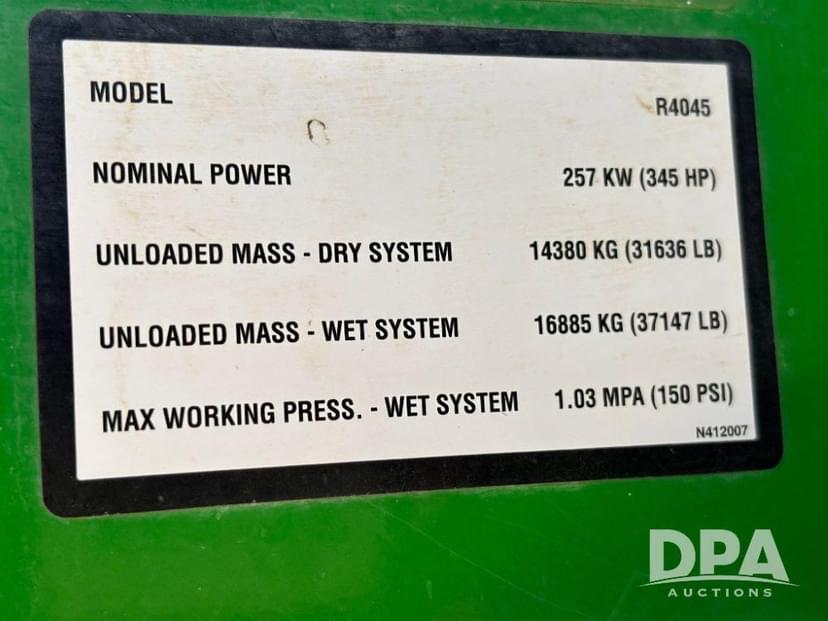 MODEL R4045
NOMINAL POWER 257 KW (345 HP)
UNLOADED MASS - DRY SYSTEM 14380 KG (31636 LB)
UNLOADED MASS - WET SYSTEM 16885 KG (37147 LB)
MAX WORKING PRESS. - WET SYSTEM 1.03 MPA (150 PSI)
N412007
DPA
AUCTIONS